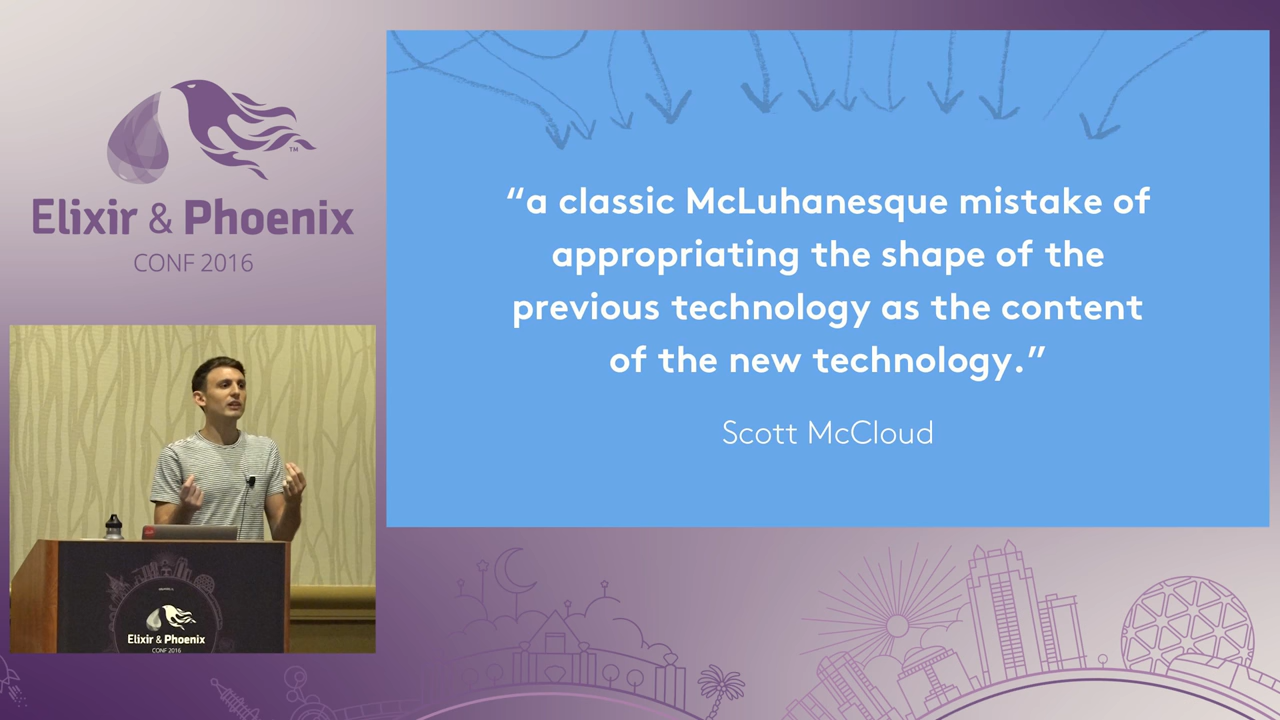 ™
Elixir & Phoenix
CONF 2016
“a classic McLuhanesque mistake of
appropriating the shape of the
previous technology as the content
of the new technology.”
Scott McCloud
Elixir & Phoenix
CONF 2016